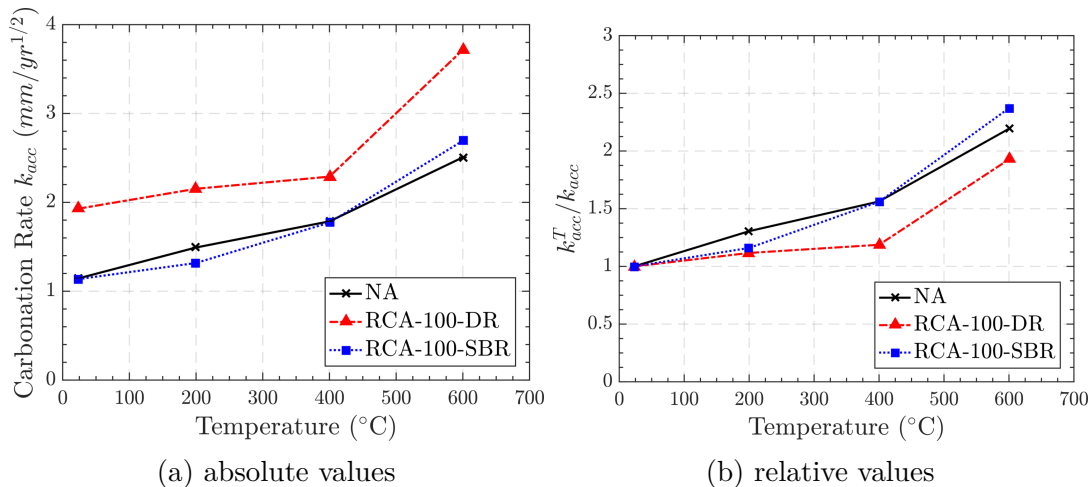 Carbonation Rate k_acc (mm/yr^1/2)
4
3
2
1
0
NA
RCA-100-DR
RCA-100-SBR
0 100 200 300 400 500 600 700
Temperature (°C)
(a) absolute values
k^T_acc/k_acc
3
2.5
2
1.5
1
0.5
0
NA
RCA-100-DR
RCA-100-SBR
0 100 200 300 400 500 600 700
Temperature (°C)
(b) relative values